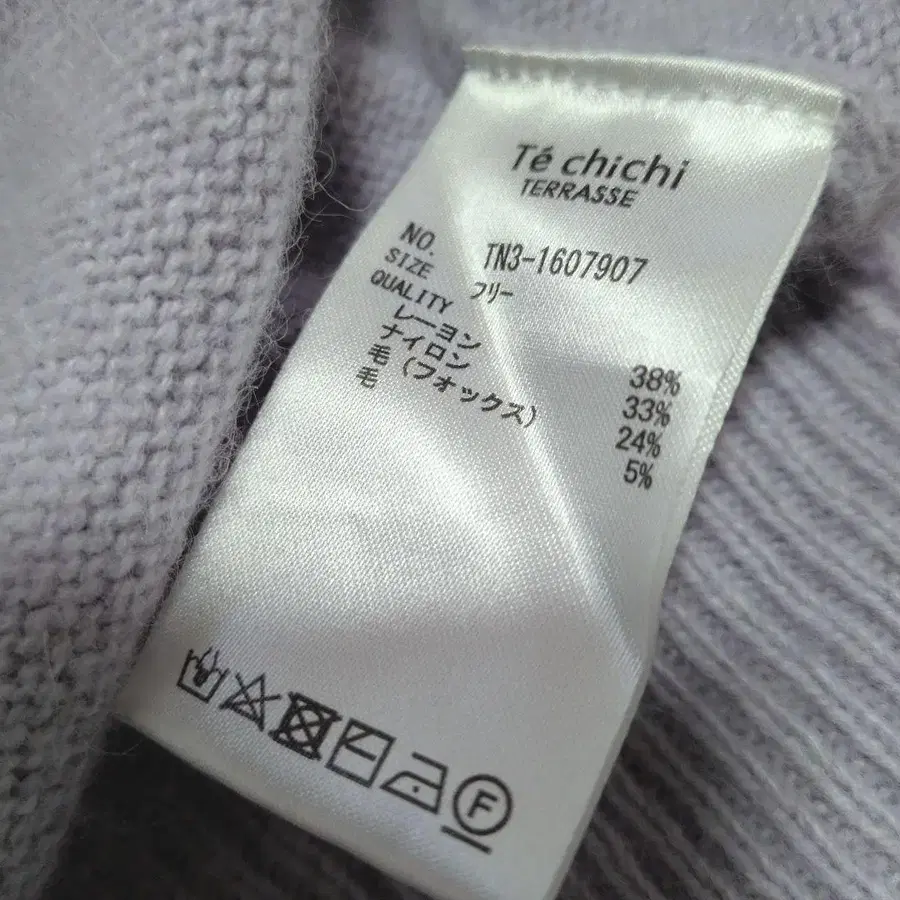 Té chichi
TERRASSE
NO. TN3-1607907
SIZE フリー
QUALITY
レーヨン 38%
ナイロン 33%
毛 (フォックス) 24%
毛 5%
F